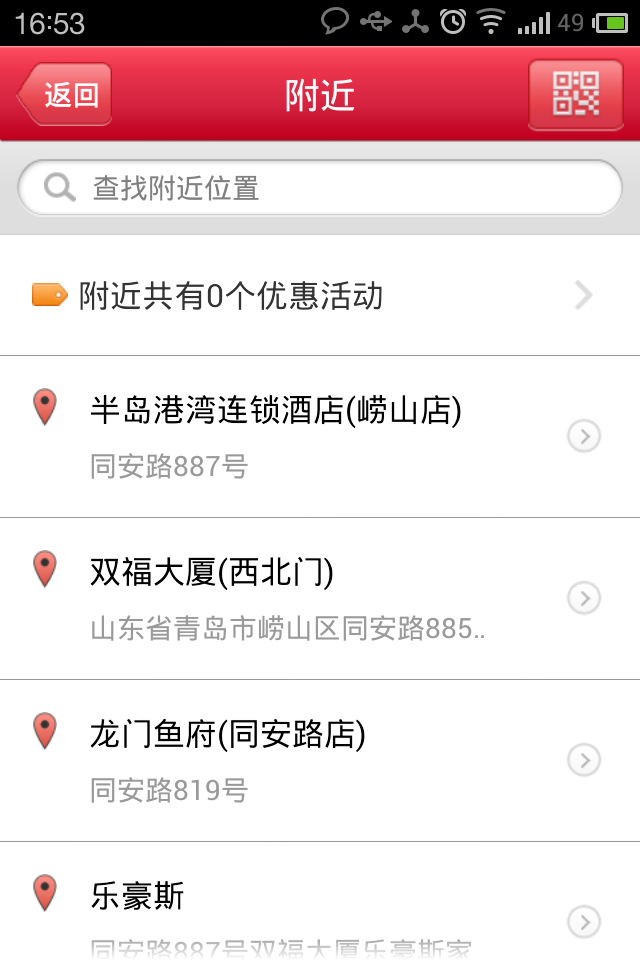 16:53
49
返回
附近
查找附近位置
附近共有0个优惠活动
半岛港湾连锁酒店(崂山店)
同安路887号
双福大厦(西北门)
山东省青岛市崂山区同安路885..
龙门鱼府(同安路店)
同安路819号
乐豪斯
同安路887号双福大厦乐豪斯家